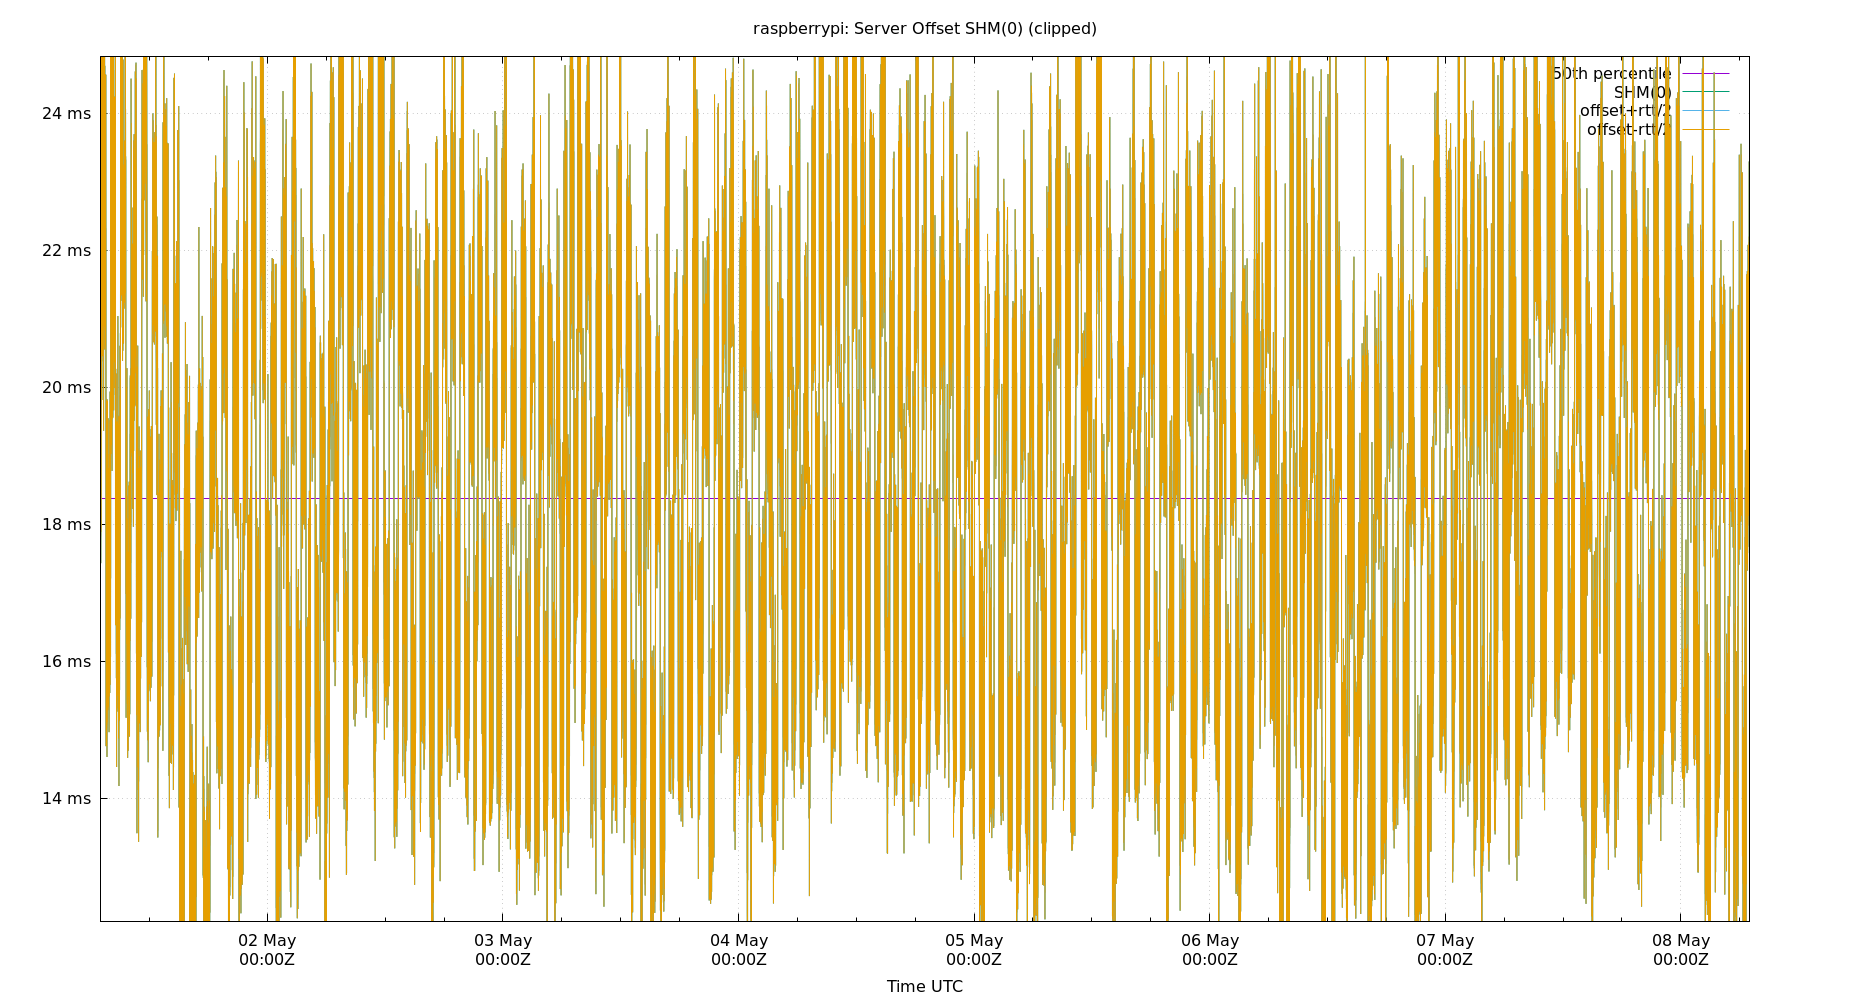 raspberrypi: Server Offset SHM(0) (clipped)
50th percentile
SHM(0)
offset+rtt/2
offset-rtt/2
24 ms
22 ms
20 ms
18 ms
16 ms
14 ms
02 May 03 May 04 May 05 May 06 May 07 May 08 May
00:00Z 00:00Z 00:00Z 00:00Z 00:00Z 00:00Z 00:00Z
Time UTC